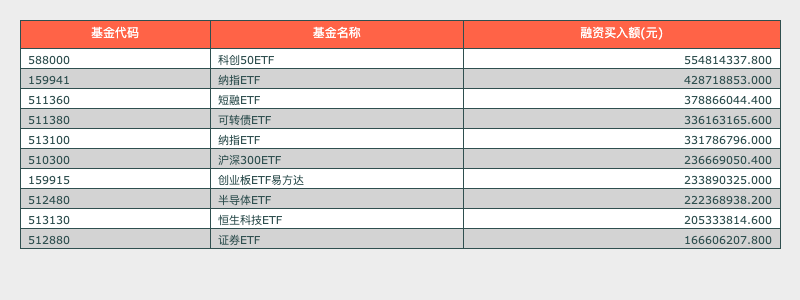 基金代码 基金名称 融资买入额(元)
588000 科创50ETF 554814337.800
159941 纳指ETF 428718853.000
511360 短融ETF 378866044.400
511380 可转债ETF 336163165.600
513100 纳指ETF 331786796.000
510300 沪深300ETF 236669050.400
159915 创业板ETF易方达 233890325.000
512480 半导体ETF 222368938.200
513130 恒生科技ETF 205333814.600
512880 证券ETF 166606207.800